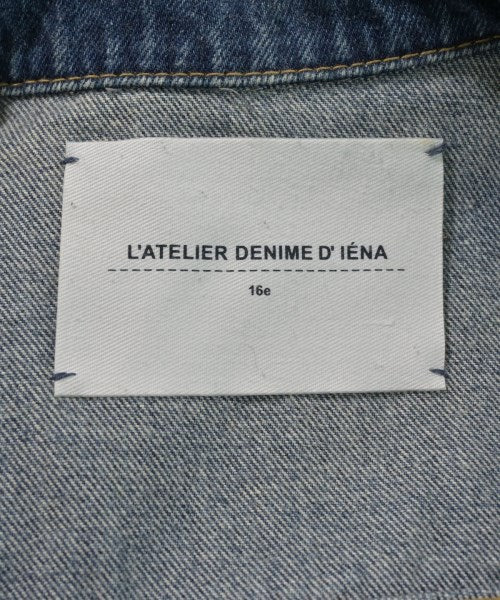 L'ATELIER DENIME D' IÉNA
16e